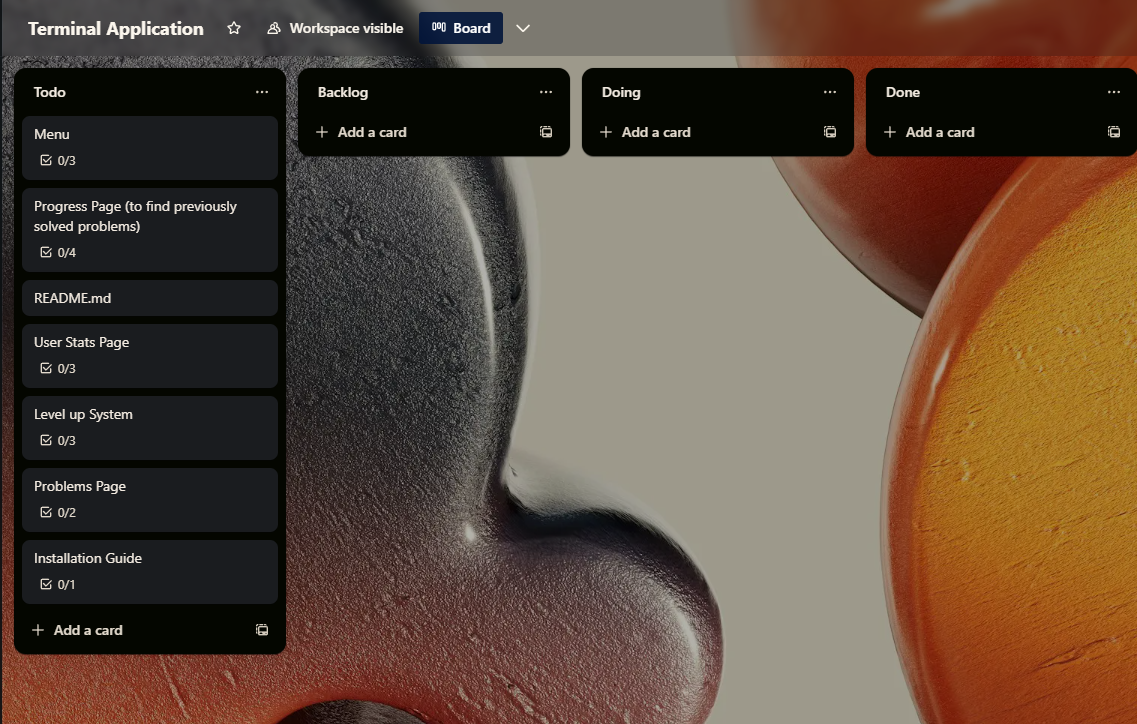 Terminal Application
Workspace visible
Board
Todo
Menu
0/3
Progress Page (to find previously
solved problems)
0/4
README.md
User Stats Page
0/3
Level up System
0/3
Problems Page
0/2
Installation Guide
0/1
+ Add a card
Backlog
+ Add a card
Doing
+ Add a card
Done
+ Add a card